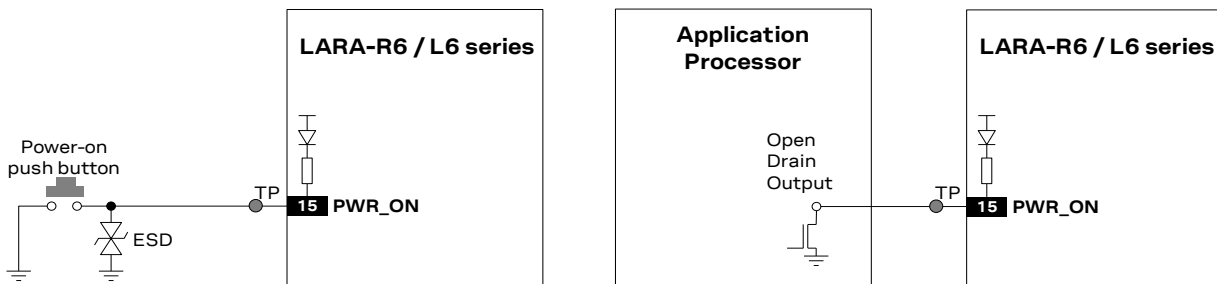 LARA-R6 / L6 series
Power-on
push button
TP
15 PWR_ON
ESD
Application
Processor
Open
Drain
Output
LARA-R6 / L6 series
TP
15 PWR_ON